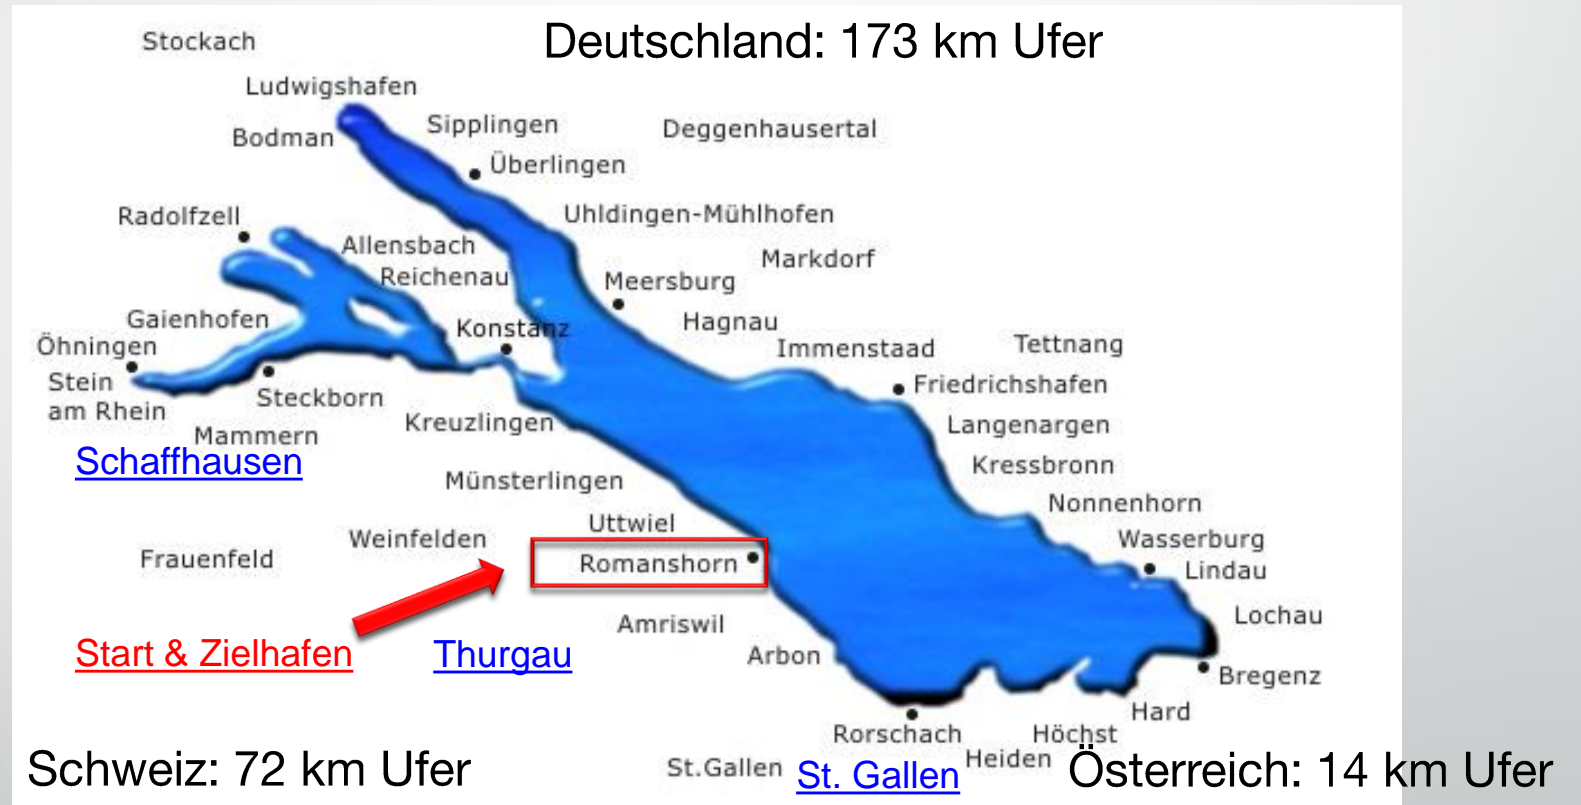 Deutschland: 173 km Ufer
Stockach
Ludwigshafen
Bodman
Sipplingen
Deggenhausertal
Überlingen
Radolfzell
Uhldingen-Mühlhofen
Allensbach
Markdorf
Reichenau
Meersburg
Gaienhofen
Konstanz
Hagnau
Öhningen
Immenstaad
Tettnang
Stein
am Rhein
Steckborn
Friedrichshafen
Mammern
Kreuzlingen
Langenargen
Schaffhausen
Kressbronn
Münsterlingen
Nonnenhorn
Uttwiel
Weinfelden
Wasserburg
Frauenfeld
Romanshorn
Lindau
Amriswil
Lochau
Start & Zielhafen
Thurgau
Arbon
Bregenz
Hard
Rorschach
Höchst
Heiden
St.Gallen
St. Gallen
Schweiz: 72 km Ufer
Österreich: 14 km Ufer